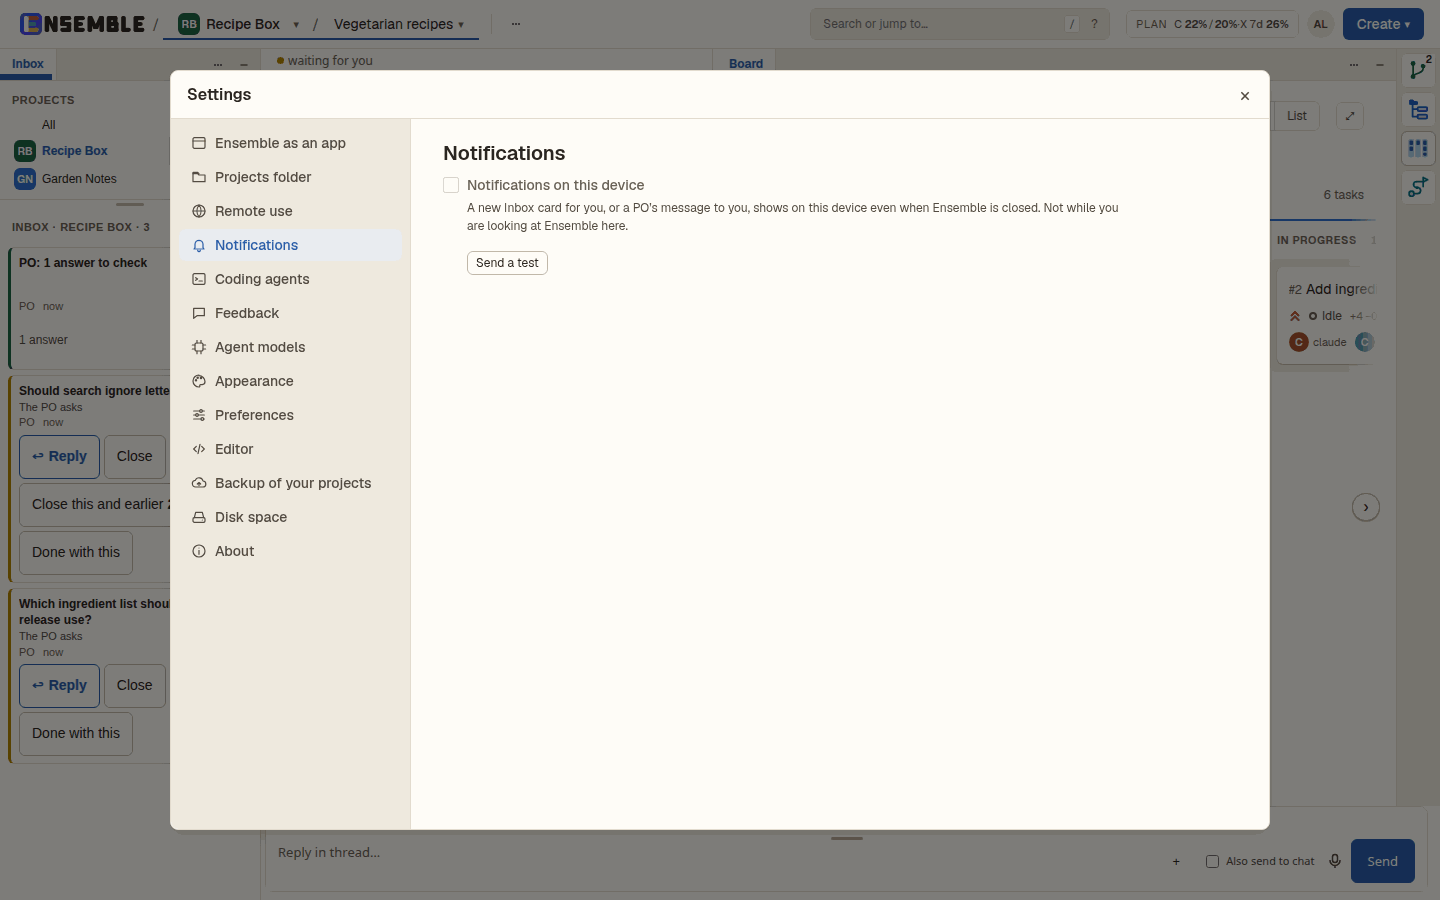 ENSEMBLE / RB Recipe Box ▾ / Vegetarian recipes ▾ ···
Search or jump to... / ?
PLAN C 22% / 20% · X 7d 26%
AL
Create ▾
Inbox ··· –
waiting for you
Board ··· –
2
PROJECTS
All
RB Recipe Box
GN Garden Notes
INBOX · RECIPE BOX · 3
PO: 1 answer to check
PO now
1 answer
Should search ignore lette
The PO asks
PO now
↩ Reply
Close
Close this and earlier
Done with this
Which ingredient list shou
release use?
The PO asks
PO now
↩ Reply
Close
Done with this
Settings
×
Ensemble as an app
Projects folder
Remote use
Notifications
Coding agents
Feedback
Agent models
Appearance
Preferences
Editor
Backup of your projects
Disk space
About
Notifications
Notifications on this device
A new Inbox card for you, or a PO's message to you, shows on this device even when Ensemble is closed. Not while you
are looking at Ensemble here.
Send a test
List
6 tasks
IN PROGRESS 1
#2 Add ingred
Idle +4
C claude C
›
Reply in thread...
+
Also send to chat
Send